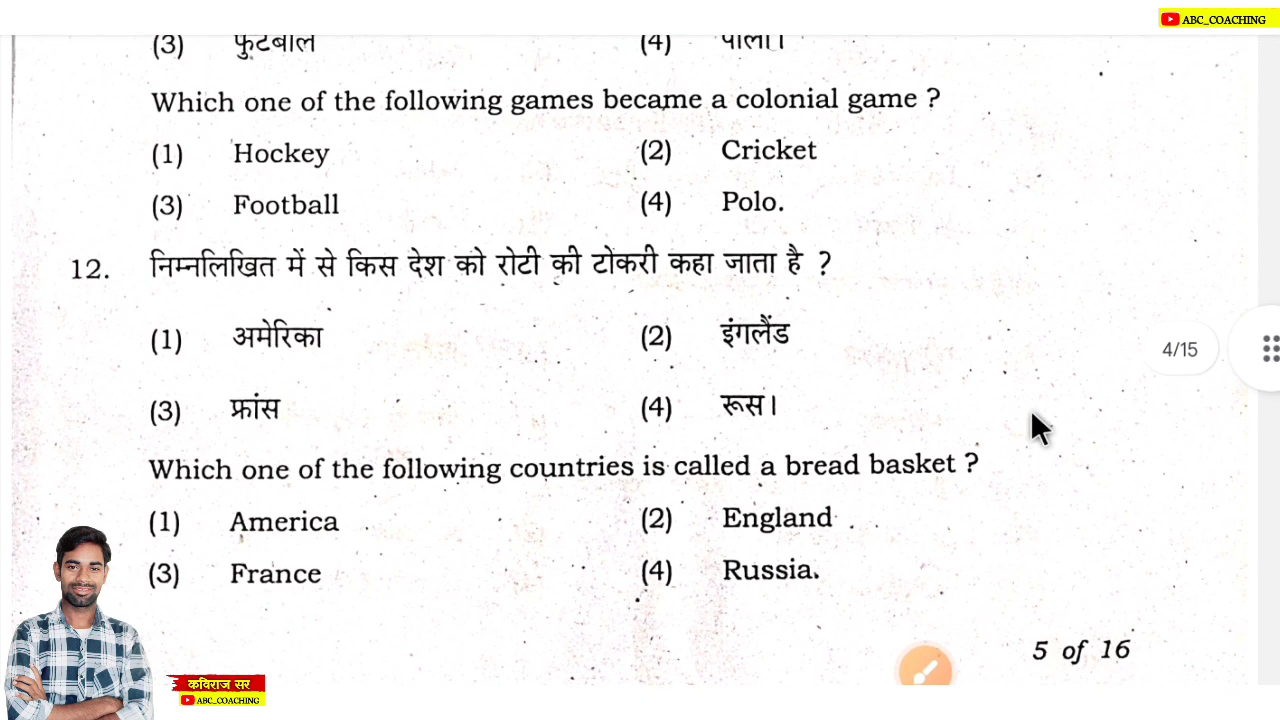 ABC_COACHING
(3) फुटबॉल (4) पोलो।
Which one of the following games became a colonial game ?
(1) Hockey (2) Cricket
(3) Football (4) Polo.
12. निम्नलिखित में से किस देश को रोटी की टोकरी कहा जाता है ?
(1) अमेरिका (2) इंगलैंड
(3) फ्रांस (4) रूस।
Which one of the following countries is called a bread basket ?
(1) America (2) England
(3) France (4) Russia.
4/15
5 of 16
कविराज सर
ABC_COACHING